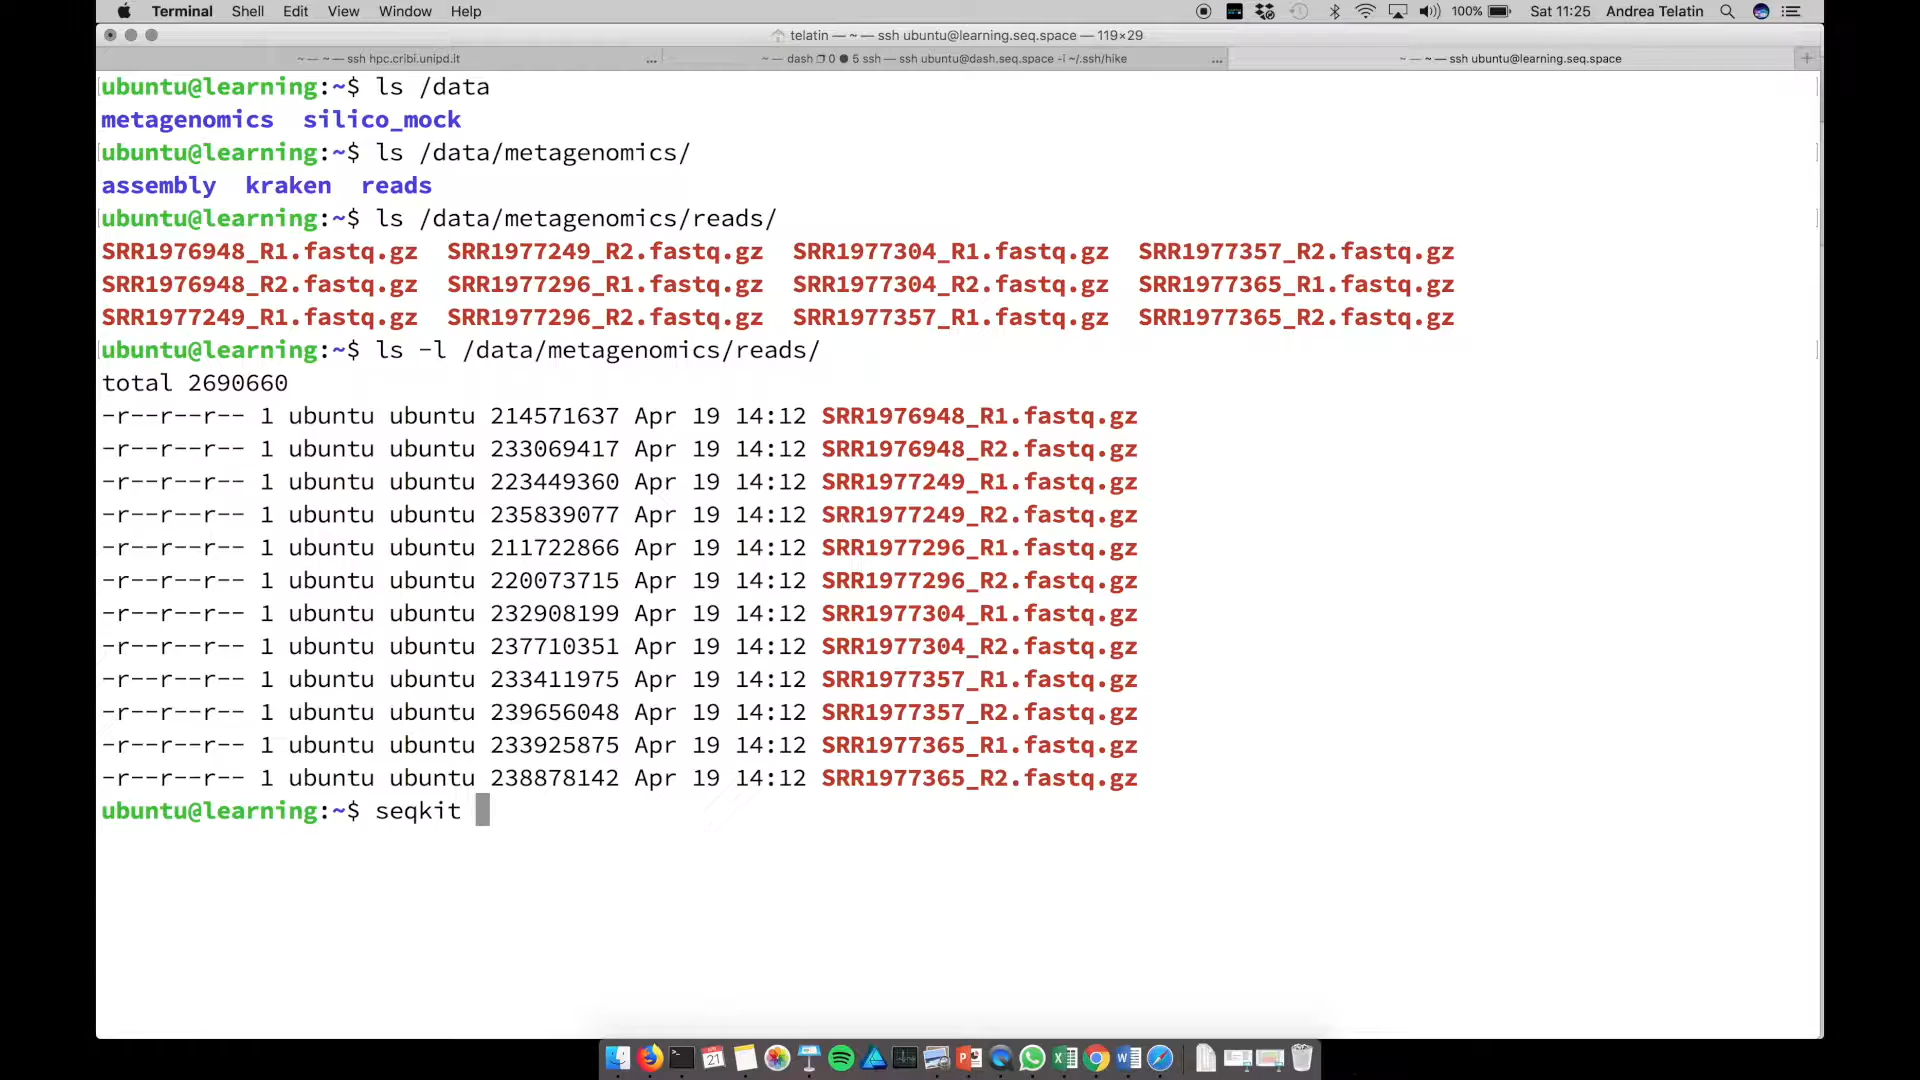 Terminal Shell Edit View Window Help 100% Sat 11:25 Andrea Telatin
telatin — ~ — ssh ubuntu@learning.seq.space — 119×29
~ — ~ — ssh hpc.cribi.unipd.it ... ~ — dash 0 5 ssh — ssh ubuntu@dash.seq.space -i ~/.ssh/hike ... ~ — ~ — ssh ubuntu@learning.seq.space +
ubuntu@learning:~$ ls /data
metagenomics silico_mock
ubuntu@learning:~$ ls /data/metagenomics/
assembly kraken reads
ubuntu@learning:~$ ls /data/metagenomics/reads/
SRR1976948_R1.fastq.gz SRR1977249_R2.fastq.gz SRR1977304_R1.fastq.gz SRR1977357_R2.fastq.gz
SRR1976948_R2.fastq.gz SRR1977296_R1.fastq.gz SRR1977304_R2.fastq.gz SRR1977365_R1.fastq.gz
SRR1977249_R1.fastq.gz SRR1977296_R2.fastq.gz SRR1977357_R1.fastq.gz SRR1977365_R2.fastq.gz
ubuntu@learning:~$ ls -l /data/metagenomics/reads/
total 2690660
-r--r--r-- 1 ubuntu ubuntu 214571637 Apr 19 14:12 SRR1976948_R1.fastq.gz
-r--r--r-- 1 ubuntu ubuntu 233069417 Apr 19 14:12 SRR1976948_R2.fastq.gz
-r--r--r-- 1 ubuntu ubuntu 223449360 Apr 19 14:12 SRR1977249_R1.fastq.gz
-r--r--r-- 1 ubuntu ubuntu 235839077 Apr 19 14:12 SRR1977249_R2.fastq.gz
-r--r--r-- 1 ubuntu ubuntu 211722866 Apr 19 14:12 SRR1977296_R1.fastq.gz
-r--r--r-- 1 ubuntu ubuntu 220073715 Apr 19 14:12 SRR1977296_R2.fastq.gz
-r--r--r-- 1 ubuntu ubuntu 232908199 Apr 19 14:12 SRR1977304_R1.fastq.gz
-r--r--r-- 1 ubuntu ubuntu 237710351 Apr 19 14:12 SRR1977304_R2.fastq.gz
-r--r--r-- 1 ubuntu ubuntu 233411975 Apr 19 14:12 SRR1977357_R1.fastq.gz
-r--r--r-- 1 ubuntu ubuntu 239656048 Apr 19 14:12 SRR1977357_R2.fastq.gz
-r--r--r-- 1 ubuntu ubuntu 233925875 Apr 19 14:12 SRR1977365_R1.fastq.gz
-r--r--r-- 1 ubuntu ubuntu 238878142 Apr 19 14:12 SRR1977365_R2.fastq.gz
ubuntu@learning:~$ seqkit
21